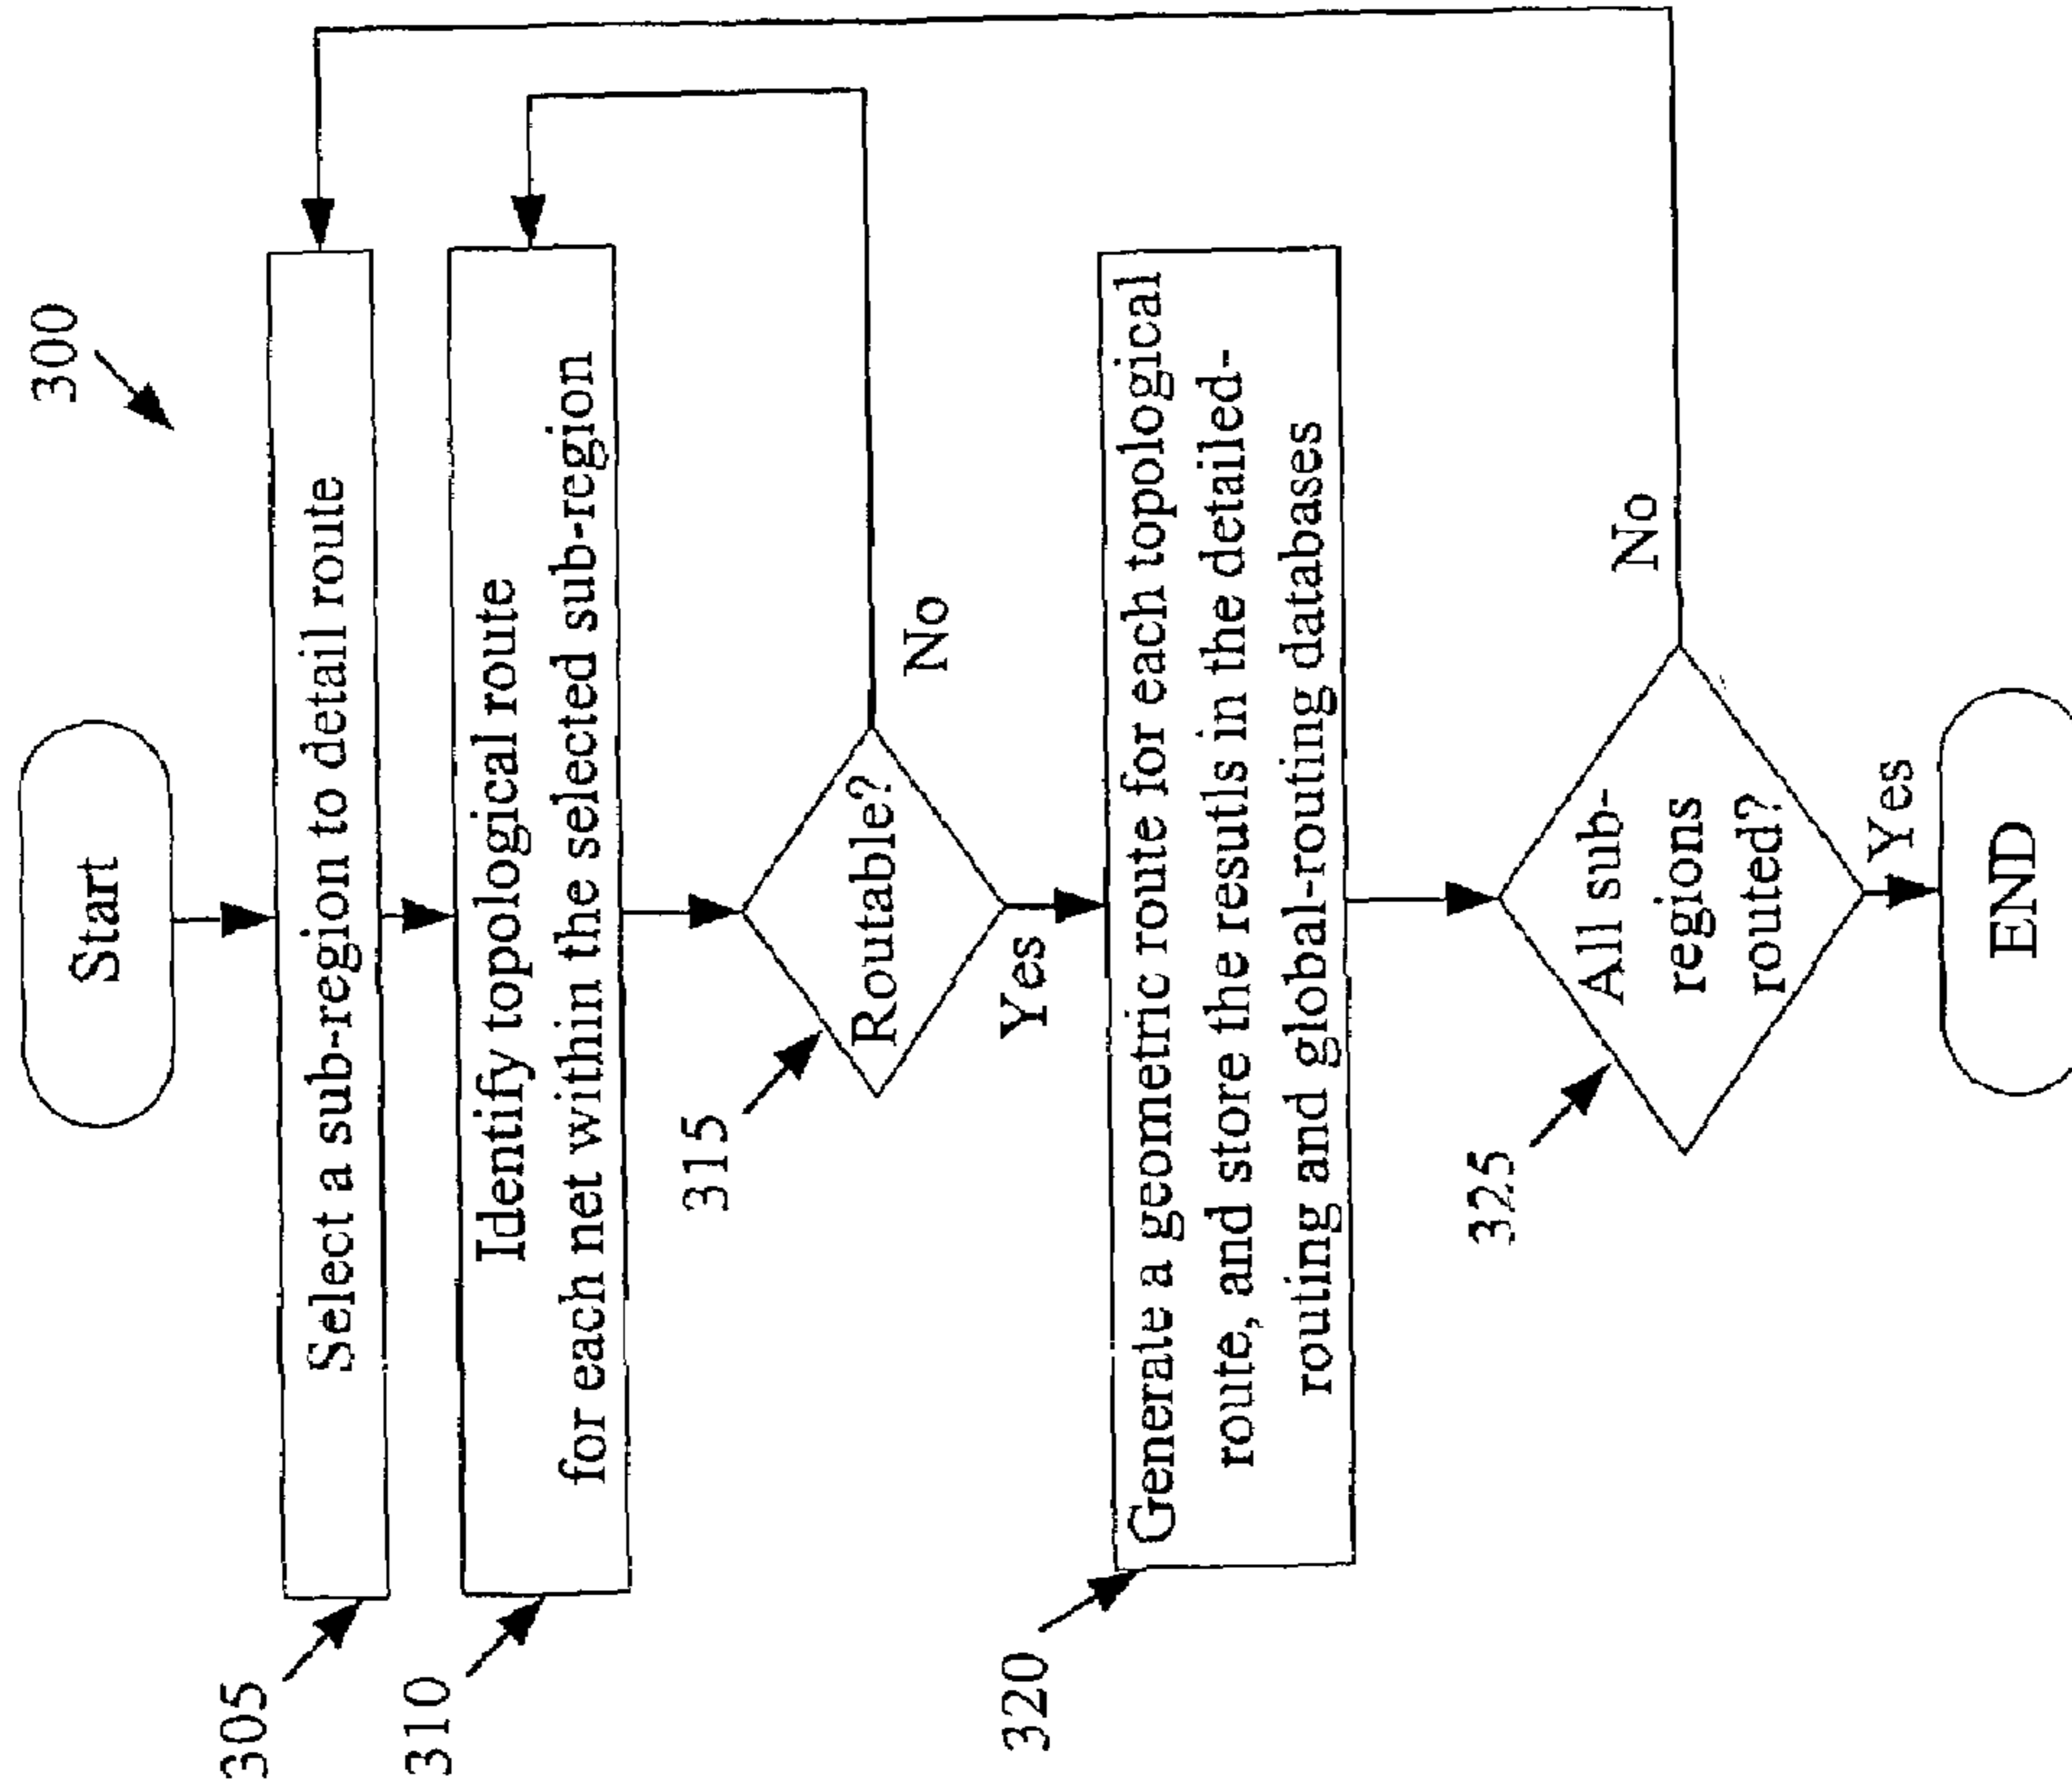 300
Start
305
Select a sub-region to detail route
310
Identify topological route
for each net within the selected sub-region
315
Routable?
No
Yes
320
Generate a geometric route for each topological
route, and store the resutls in the detailed-
routing and global-routing databases
325
All sub-
regions
routed?
No
Yes
END